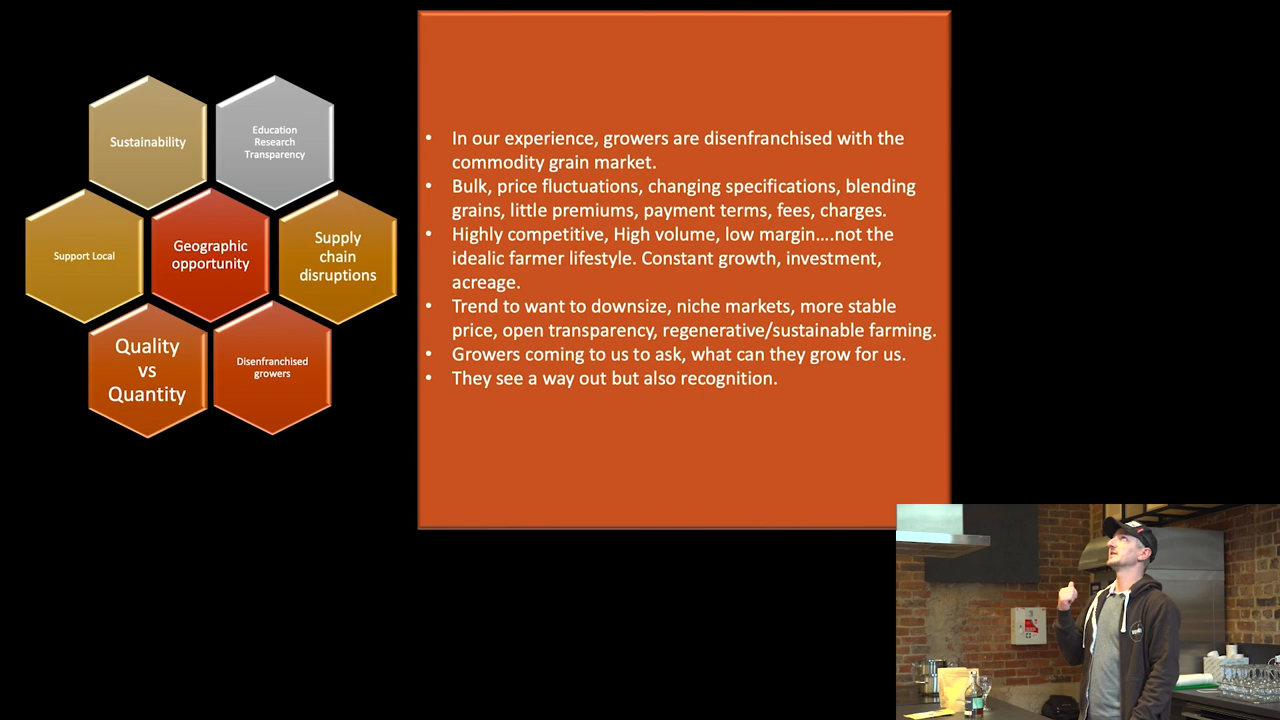 Sustainability
Education
Research
Transparency
Support Local
Geographic
opportunity
Supply
chain
disruptions
Quality
vs
Quantity
Disenfranchised
growers
• In our experience, growers are disenfranchised with the
commodity grain market.
• Bulk, price fluctuations, changing specifications, blending
grains, little premiums, payment terms, fees, charges.
• Highly competitive, High volume, low margin....not the
idealic farmer lifestyle. Constant growth, investment,
acreage.
• Trend to want to downsize, niche markets, more stable
price, open transparency, regenerative/sustainable farming.
• Growers coming to us to ask, what can they grow for us.
• They see a way out but also recognition.